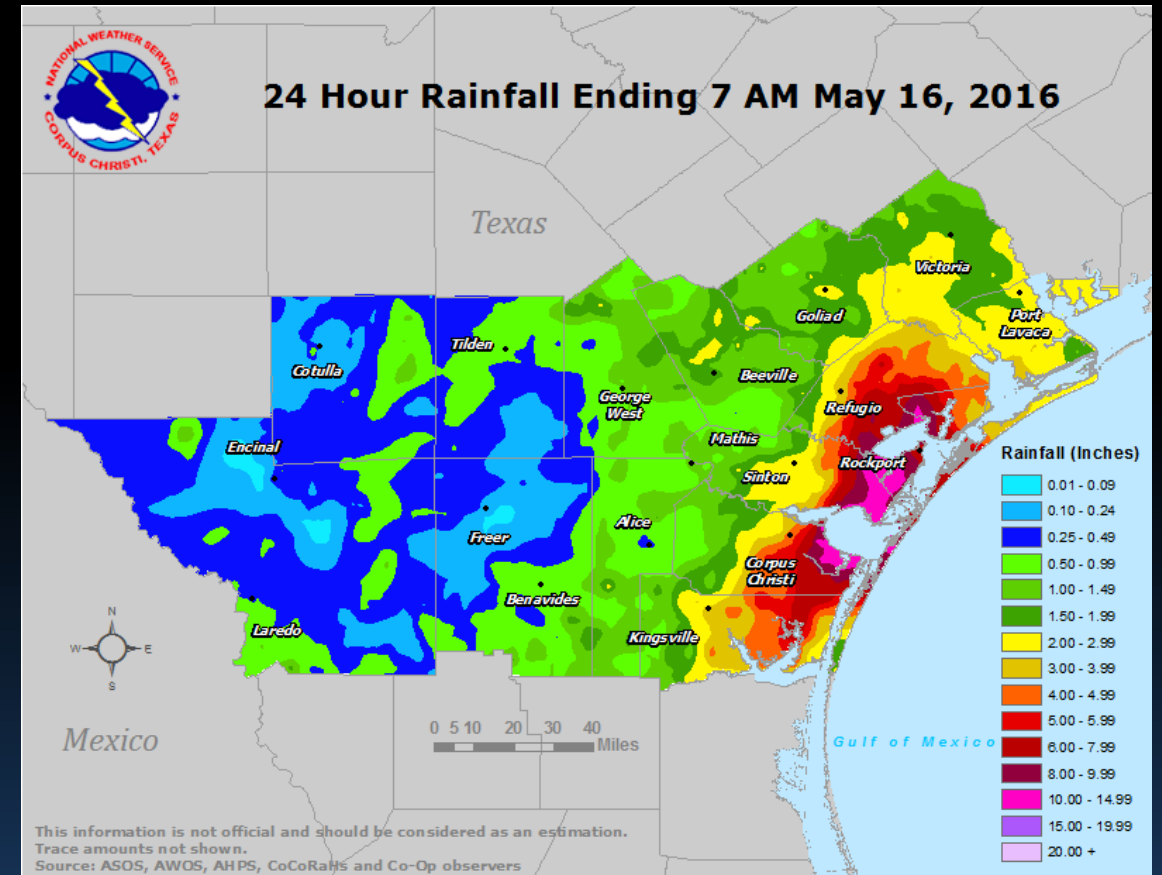 NATIONAL WEATHER SERVICE
CORPUS CHRISTI, TEXAS
24 Hour Rainfall Ending 7 AM May 16, 2016
Texas
Victoria
Goliad
Port
Lavaca
Tilden
Cotulla
Beeville
George
West
Refugio
Encinal
Mathis
Rockport
Sinton
Alice
Freer
Corpus
Christi
Benavides
Laredo
Kingsville
N
W
E
S
Mexico
0 5 10 20 30 40
Miles
Gulf of Mexico
Rainfall (Inches)
0.01 - 0.09
0.10 - 0.24
0.25 - 0.49
0.50 - 0.99
1.00 - 1.49
1.50 - 1.99
2.00 - 2.99
3.00 - 3.99
4.00 - 4.99
5.00 - 5.99
6.00 - 7.99
8.00 - 9.99
10.00 - 14.99
15.00 - 19.99
20.00 +
This information is not official and should be considered as an estimation.
Trace amounts not shown.
Source: ASOS, AWOS, AHPS, CoCoRaHs and Co-Op observers